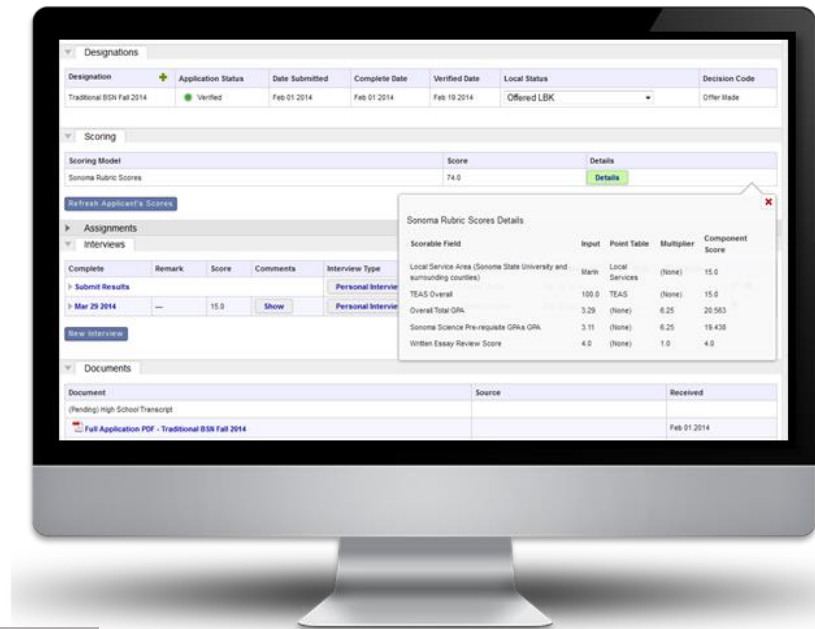 Designations
Designation Application Status Date Submitted Complete Date Verified Date Local Status Decision Code
Traditional BSN Fall 2014 Verified Feb 01 2014 Feb 01 2014 Feb 19 2014 Offered LBK Offer Made
Scoring
Scoring Model Score Details
Sonoma Rubric Scores 74.0 Details
Refresh Applicant's Scores
Assignments
Interviews
Complete Remark Score Comments Interview Type
Submit Results Personal Intervie
Mar 29 2014 — 15.0 Show Personal Intervie
New Interview
Sonoma Rubric Scores Details
Scorable Field Input Point Table Multiplier Component Score
Local Service Area (Sonoma State University and surrounding counties) Marin Local Services (None) 15.0
TEAS Overall 100.0 TEAS (None) 15.0
Overall Total GPA 3.29 (None) 6.25 20.563
Sonoma Science Pre-requisite GPAs GPA 3.11 (None) 6.25 19.438
Written Essay Review Score 4.0 (None) 1.0 4.0
Documents
Document Source Received
(Pending) High School Transcript
Full Application PDF - Traditional BSN Fall 2014 Feb 01 2014